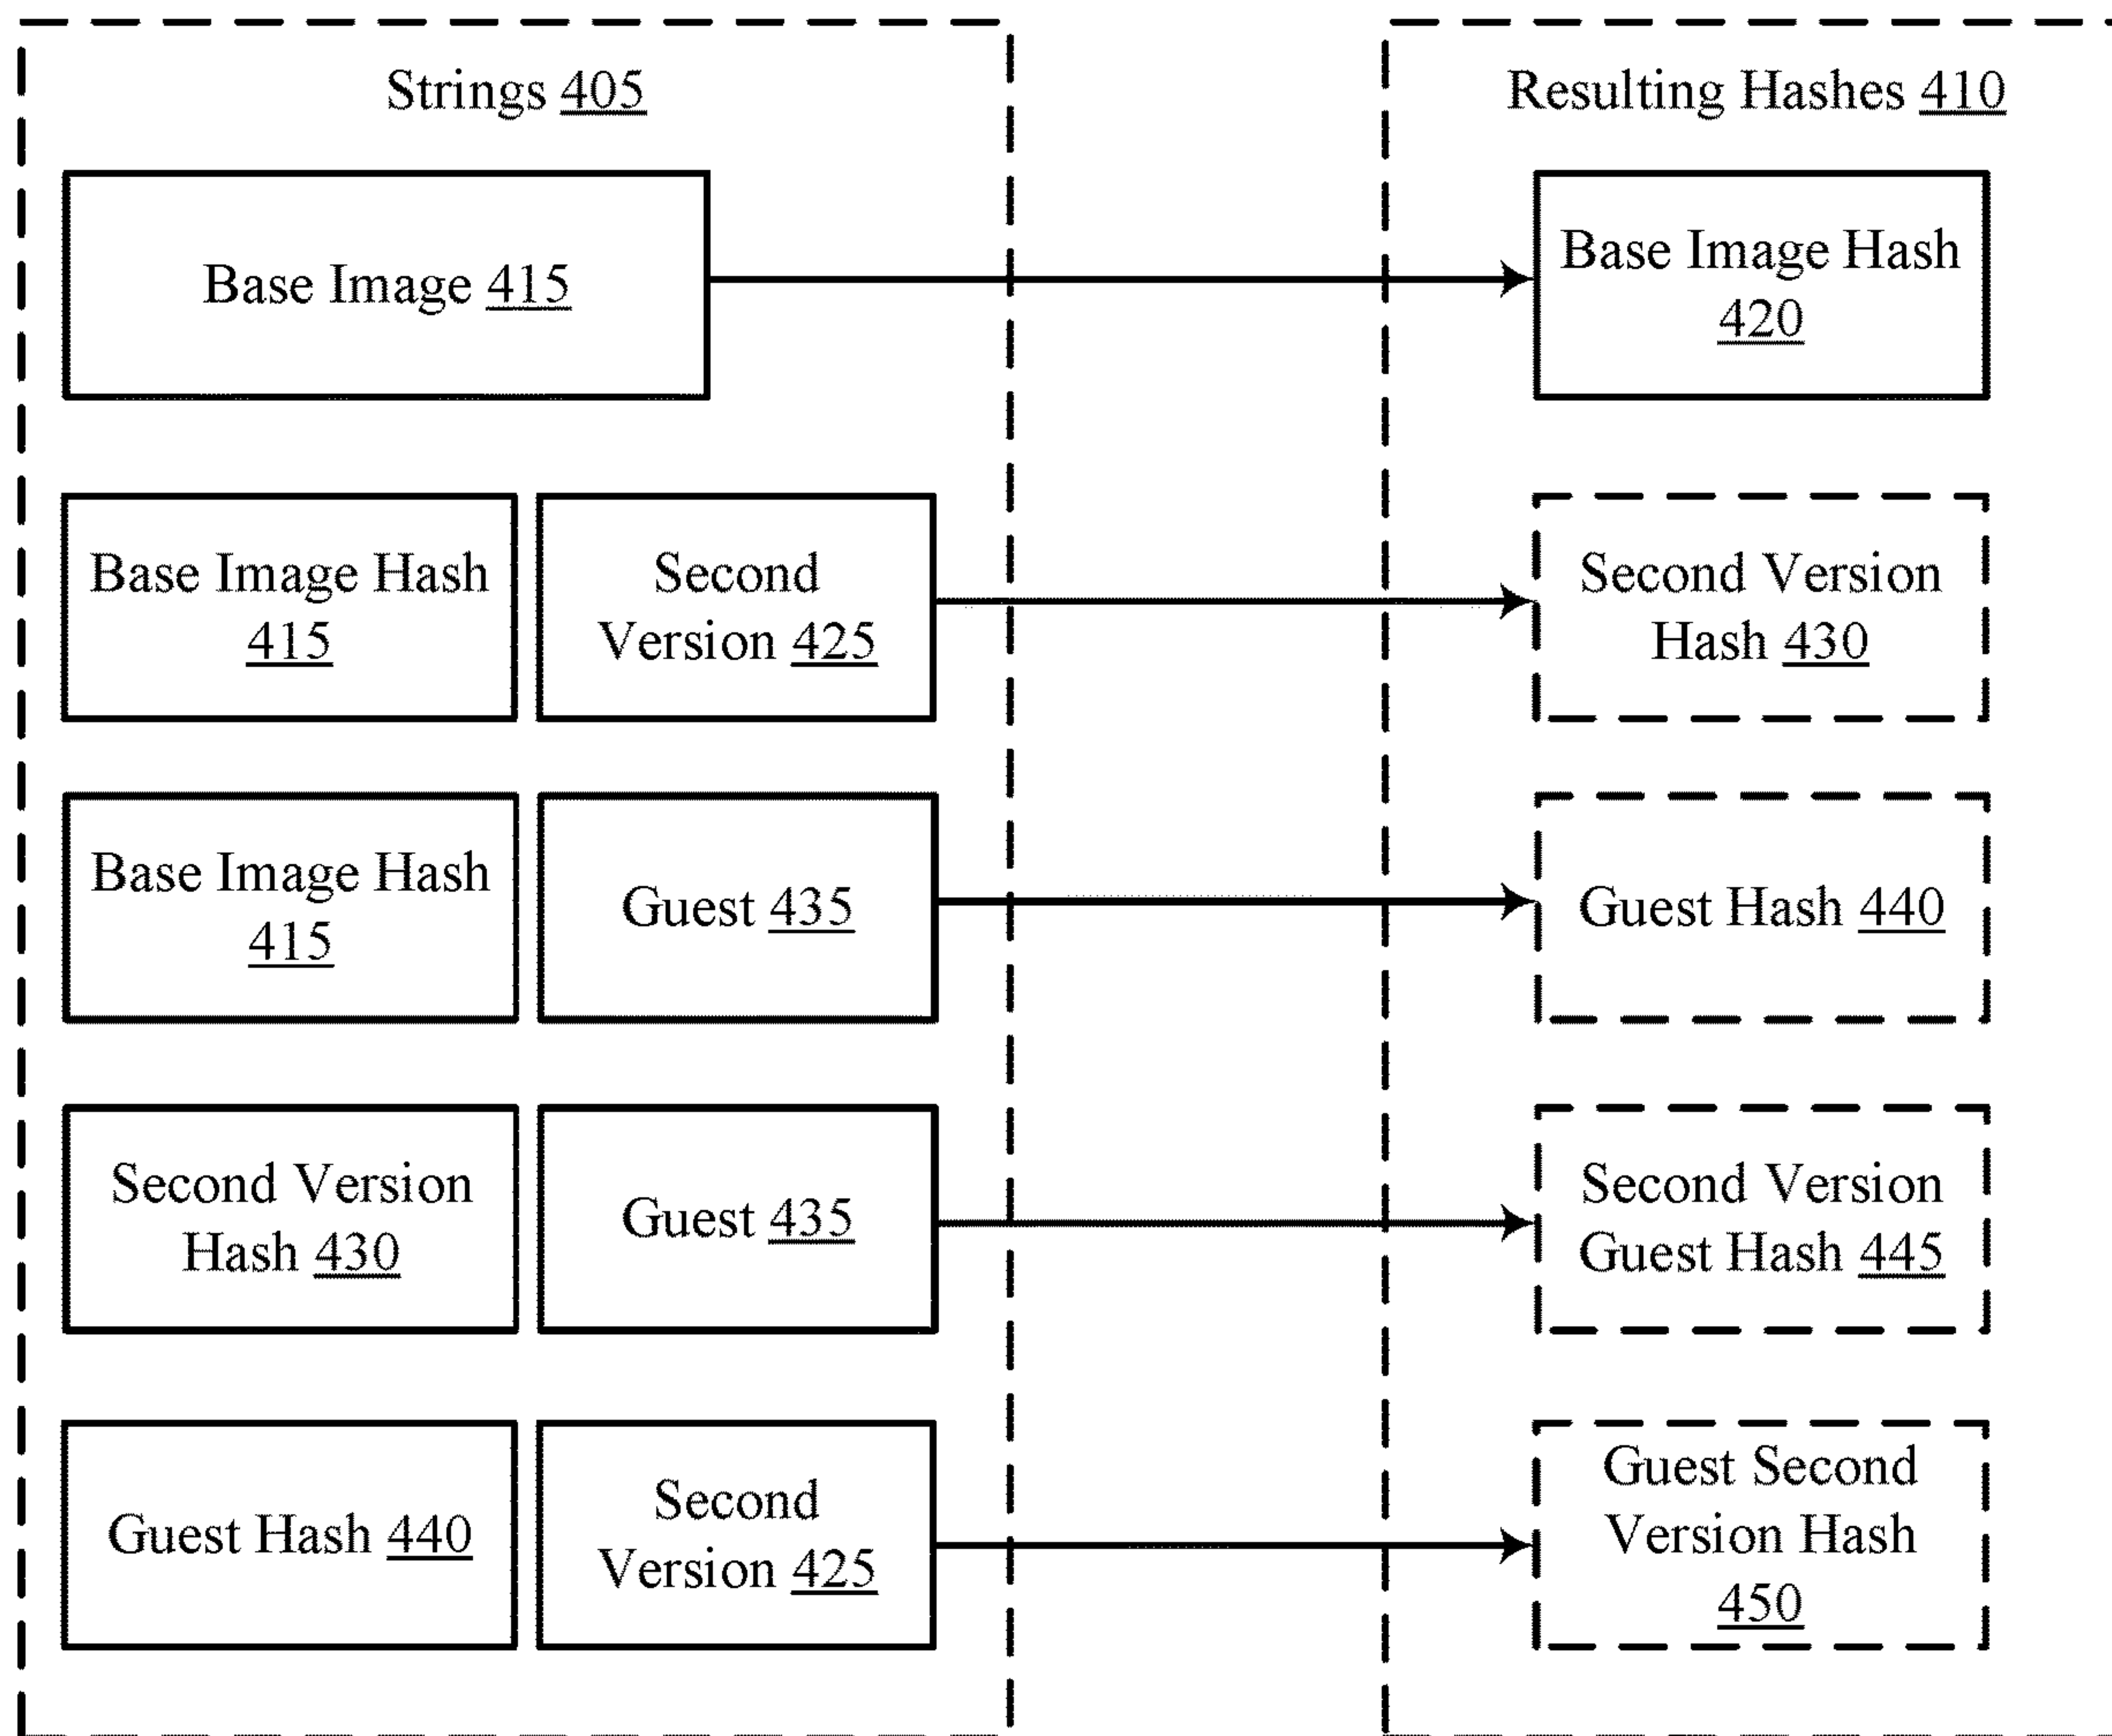 Strings 405
Resulting Hashes 410
Base Image 415
Base Image Hash
420
Base Image Hash
415
Second
Version 425
Second Version
Hash 430
Base Image Hash
415
Guest 435
Guest Hash 440
Second Version
Hash 430
Guest 435
Second Version
Guest Hash 445
Guest Hash 440
Second
Version 425
Guest Second
Version Hash
450